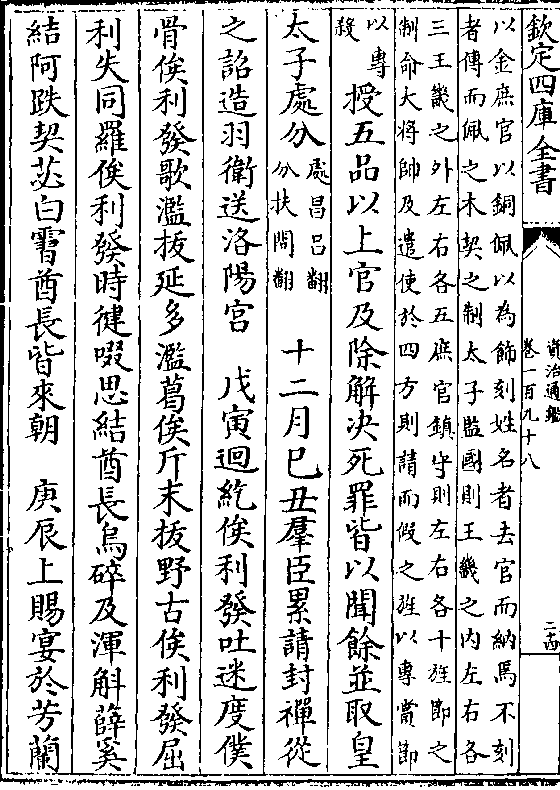 欽定四庫全書
資治通鑑
卷一百九十八
二十四
以金庶官以銅佩以為飾刻姓名者去官而納焉不刻
者傳而佩之木契之制太子監國則王畿之内左右各
三王畿之外左右各五庶官鎮守則左右各十旌節之
制命大將帥及遣使於四方則請而假之旌以專賞節
以專
殺
授五品以上官及除解决死罪皆以聞餘並取皇
太子處分
處昌呂翻
分扶問翻
十二月己丑羣臣累請封禪從
之詔造羽衛送洛陽宮　戊寅迴紇俟利發吐迷度僕
骨俟利發歌濫拔延多濫葛俟斤末拔野古俟利發屈
利失同羅俟利發時徤啜思結酋長烏碎及渾斛薛奚
結阿跌契苾白霫酋長皆來朝　庚辰上賜宴於芳蘭